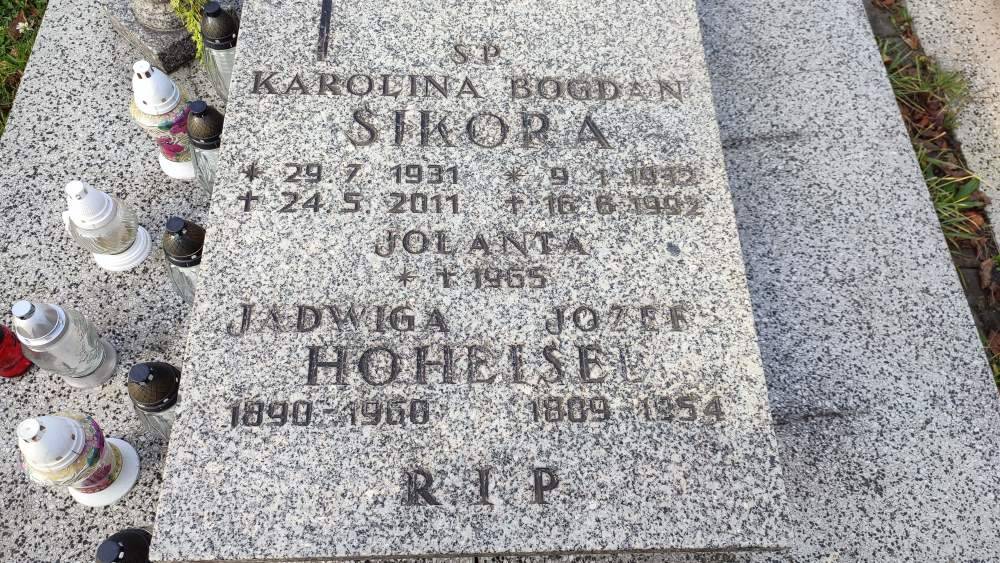 SP
KAROLINA BOGDAN
SIKORA
* 29.7.1931 * 9.1.1932
† 24.5.2011 † 16.6.1992
JOLANTA
* † 1965
JADWIGA JOZEF
HOHEISEL
1890-1960 1889-1954
RIP